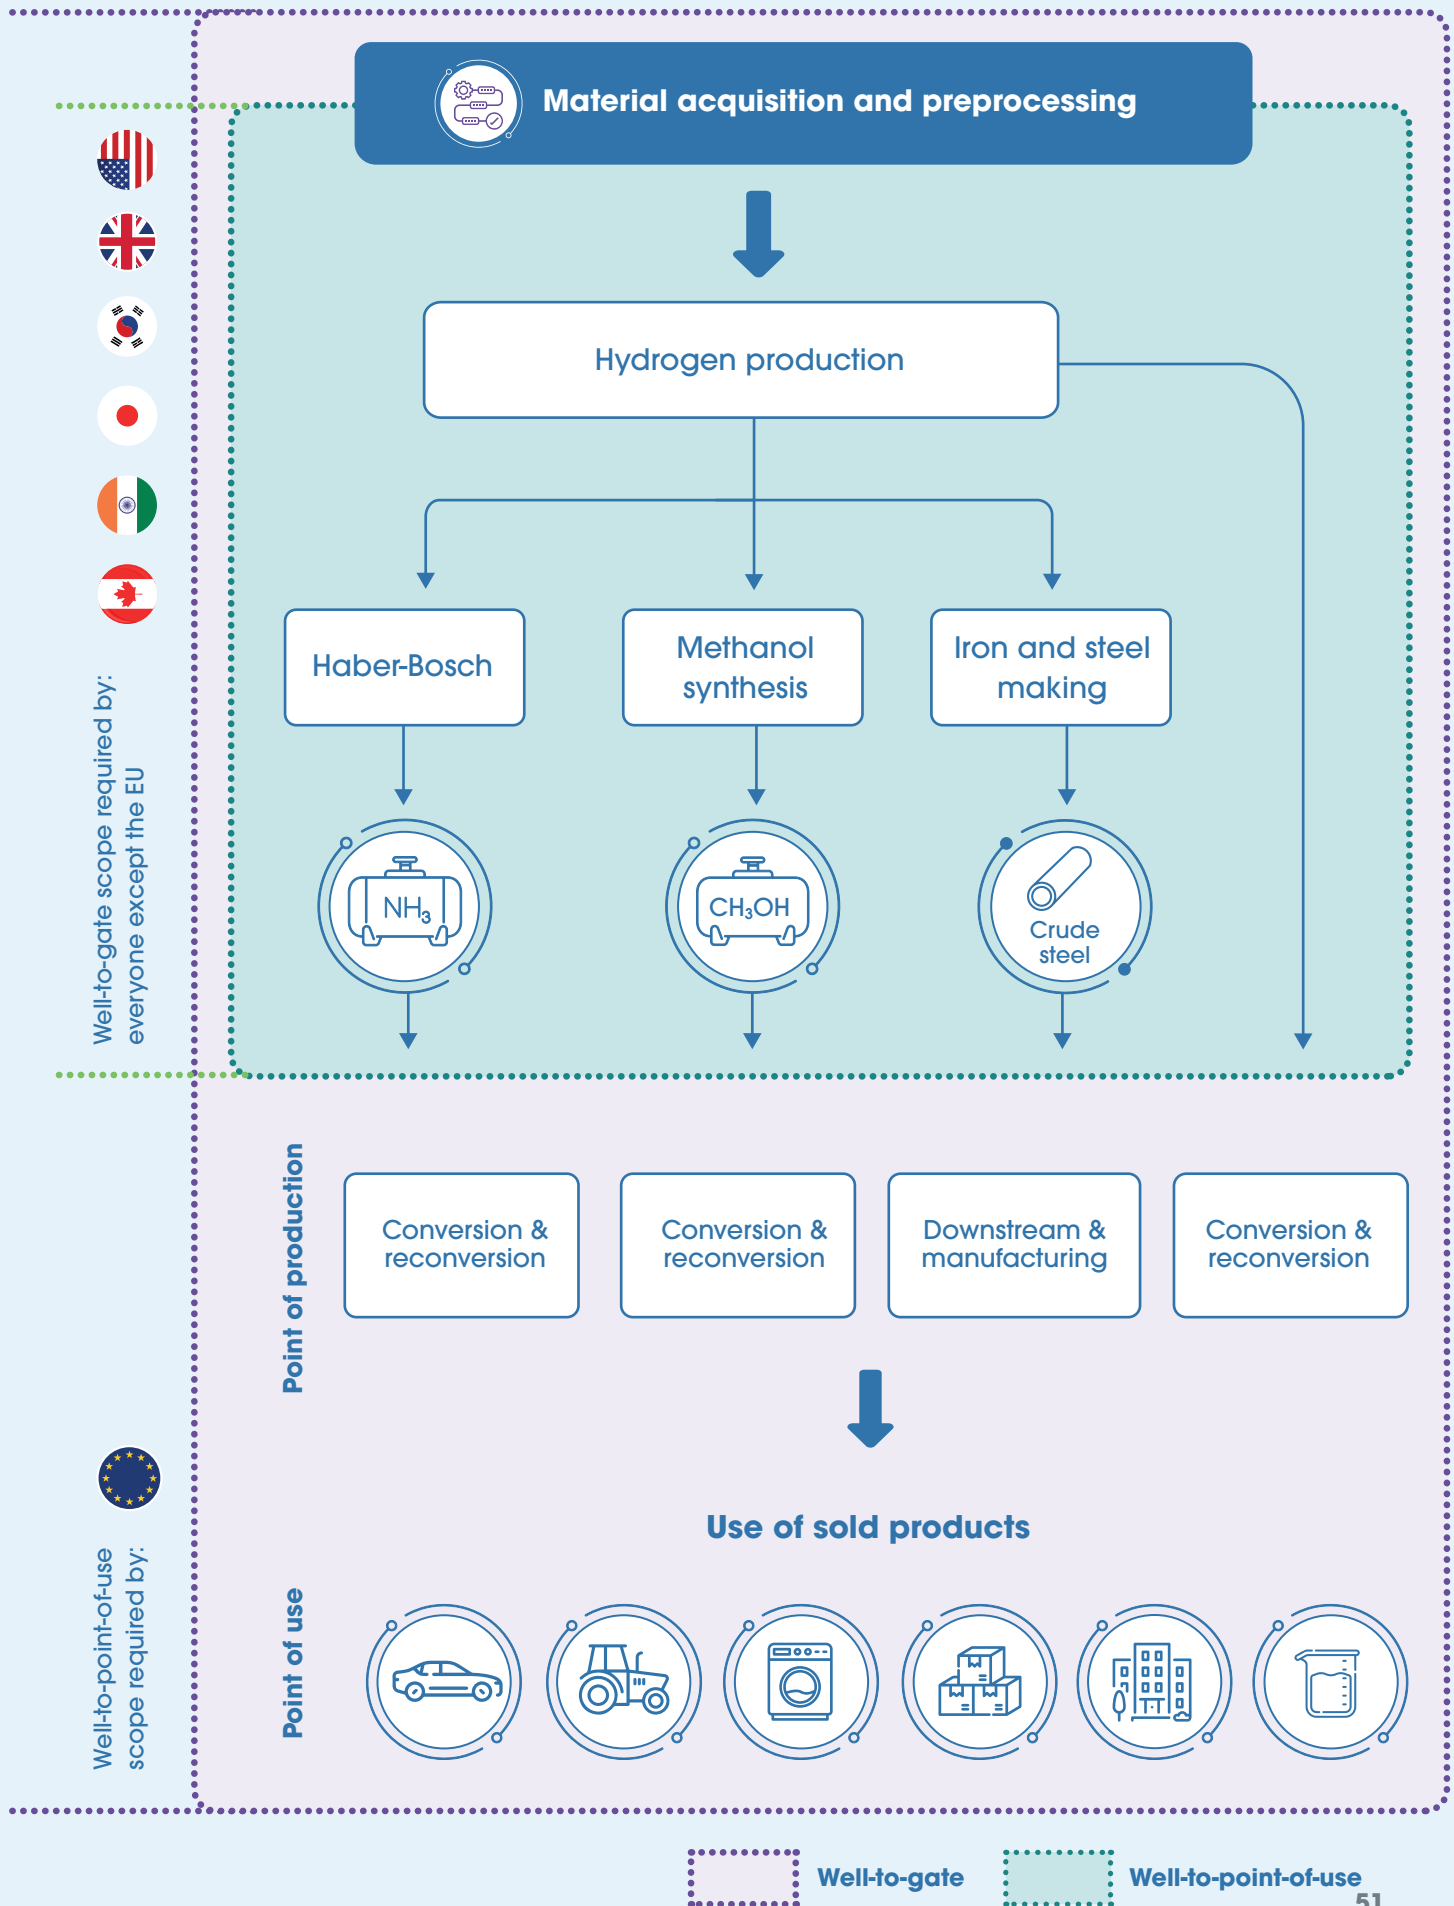 Material acquisition and preprocessing
Hydrogen production
Haber-Bosch
Methanol
synthesis
Iron and steel
making
NH₃
CH₃OH
Crude
steel
Well-to-gate scope required by:
everyone except the EU
Point of production
Conversion &
reconversion
Conversion &
reconversion
Downstream &
manufacturing
Conversion &
reconversion
Use of sold products
Well-to-point-of-use
scope required by:
Point of use
Well-to-gate
Well-to-point-of-use
51